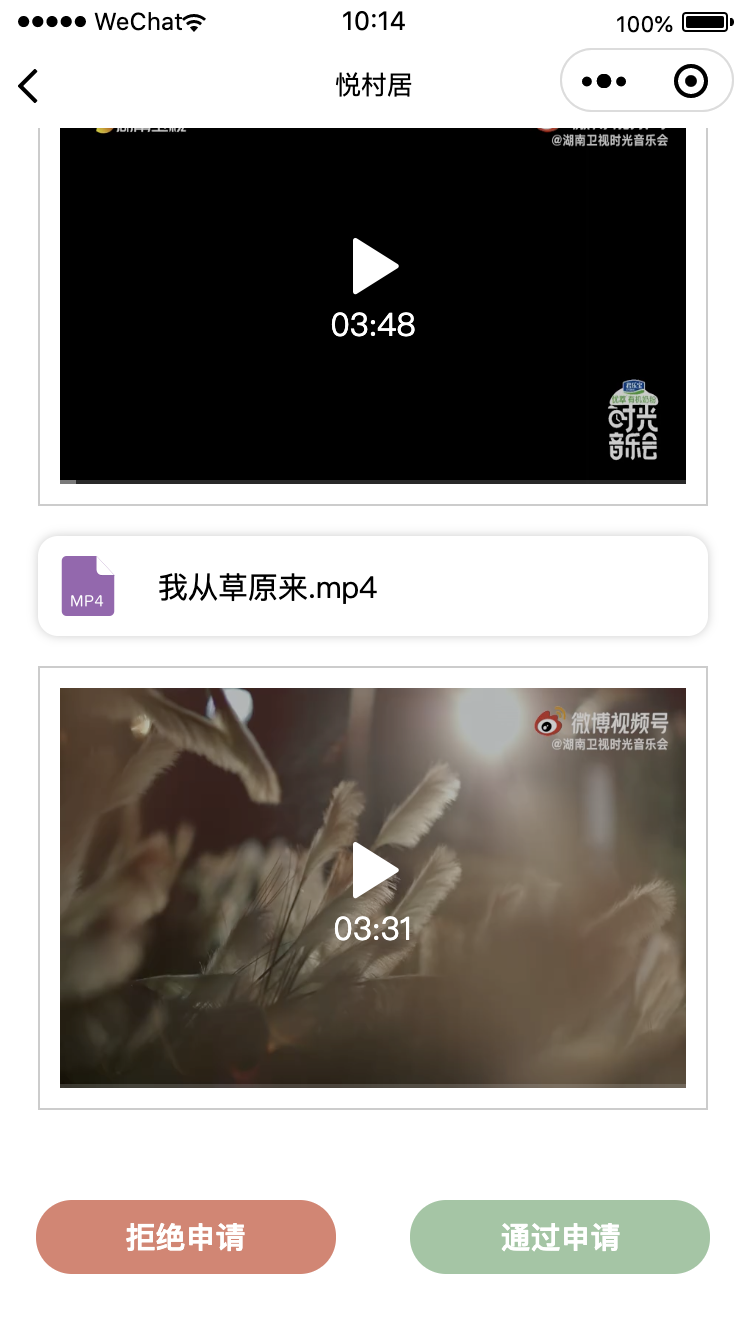 WeChat
10:14
100%
悦村居
@湖南卫视时光音乐会
03:48
时光
音乐会
MP4
我从草原来.mp4
微博视频号
@湖南卫视时光音乐会
03:31
拒绝申请
通过申请